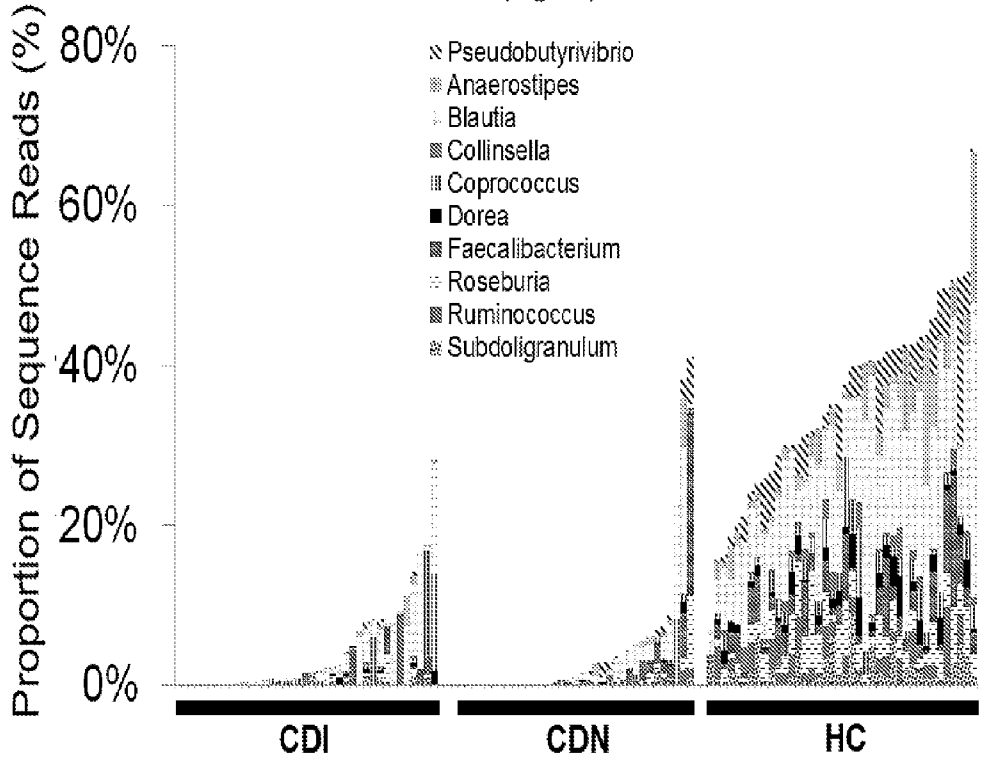 Proportion of Sequence Reads (%)
80%
60%
40%
20%
0%
Pseudobutyrivibrio
Anaerostipes
Blautia
Collinsella
Coprococcus
Dorea
Faecalibacterium
Roseburia
Ruminococcus
Subdoligranulum
CDI
CDN
HC